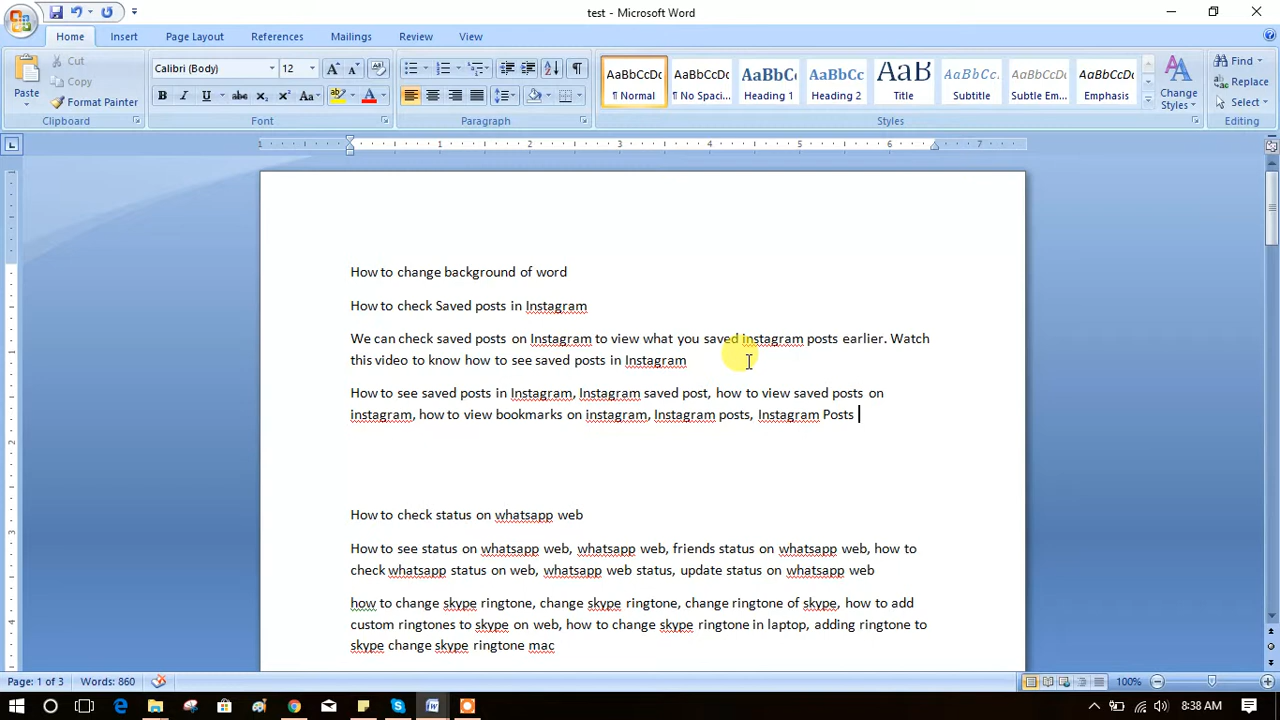 test - Microsoft Word
Home Insert Page Layout References Mailings Review View
Paste
Cut
Copy
Format Painter
Clipboard
Calibri (Body) 12
Font
Paragraph
AaBbCcDc AaBbCcDc AaBbCc AaBbCc AaB AaBbCc. AaBbCcDc AaBbCcDc
¶ Normal ¶ No Spaci... Heading 1 Heading 2 Title Subtitle Subtle Em... Emphasis
Change Styles
Styles
Find
Replace
Select
Editing
1 1 2 3 4 5 6 7
How to change background of word
How to check Saved posts in Instagram
We can check saved posts on Instagram to view what you saved instagram posts earlier. Watch
this video to know how to see saved posts in Instagram
How to see saved posts in Instagram, Instagram saved post, how to view saved posts on
instagram, how to view bookmarks on instagram, Instagram posts, Instagram Posts
How to check status on whatsapp web
How to see status on whatsapp web, whatsapp web, friends status on whatsapp web, how to
check whatsapp status on web, whatsapp web status, update status on whatsapp web
how to change skype ringtone, change skype ringtone, change ringtone of skype, how to add
custom ringtones to skype on web, how to change skype ringtone in laptop, adding ringtone to
skype change skype ringtone mac
Page: 1 of 3 Words: 860 100%
8:38 AM